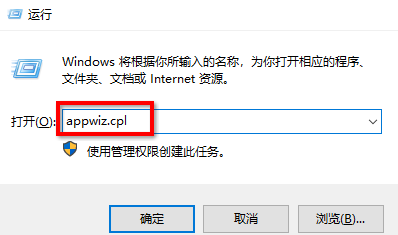 运行
Windows 将根据你所输入的名称，为你打开相应的程序、
文件夹、文档或 Internet 资源。
打开(O): appwiz.cpl
使用管理权限创建此任务。
确定 取消 浏览(B)...